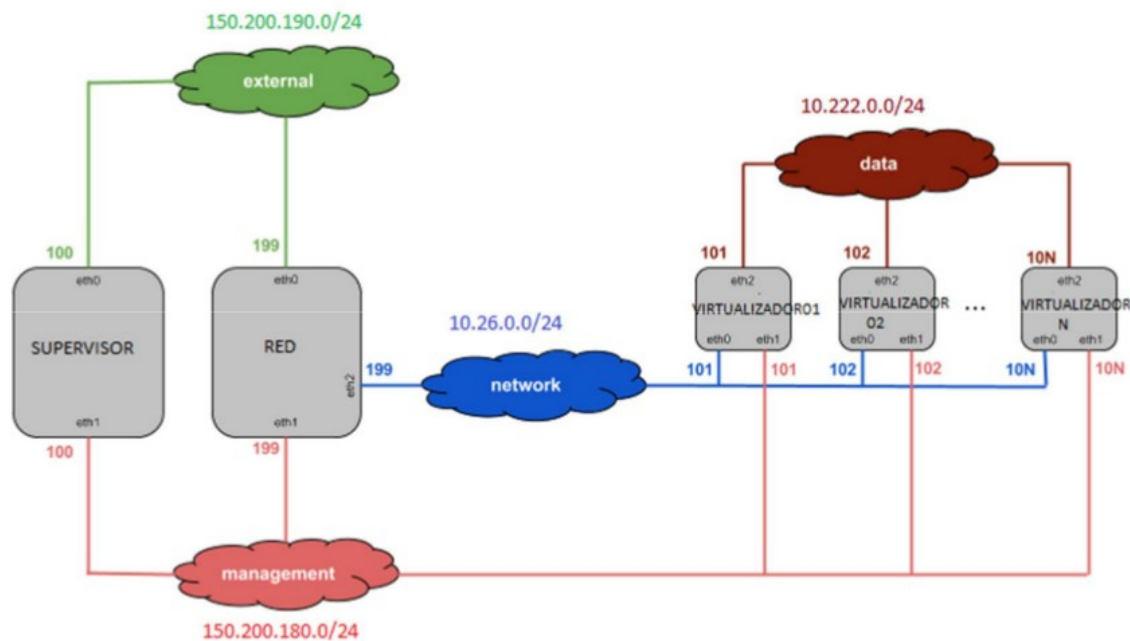 150.200.190.0/24
external
10.222.0.0/24
data
100
199
101
102
10N
eth0
eth0
eth2
eth2
eth2
VIRTUALIZADOR01
VIRTUALIZADOR
02
...
VIRTUALIZADOR
N
SUPERVISOR
RED
10.26.0.0/24
eth0
eth1
eth0
eth1
eth0
eth1
199
eth2
network
101
101
102
102
10N
10N
eth1
eth1
100
199
management
150.200.180.0/24